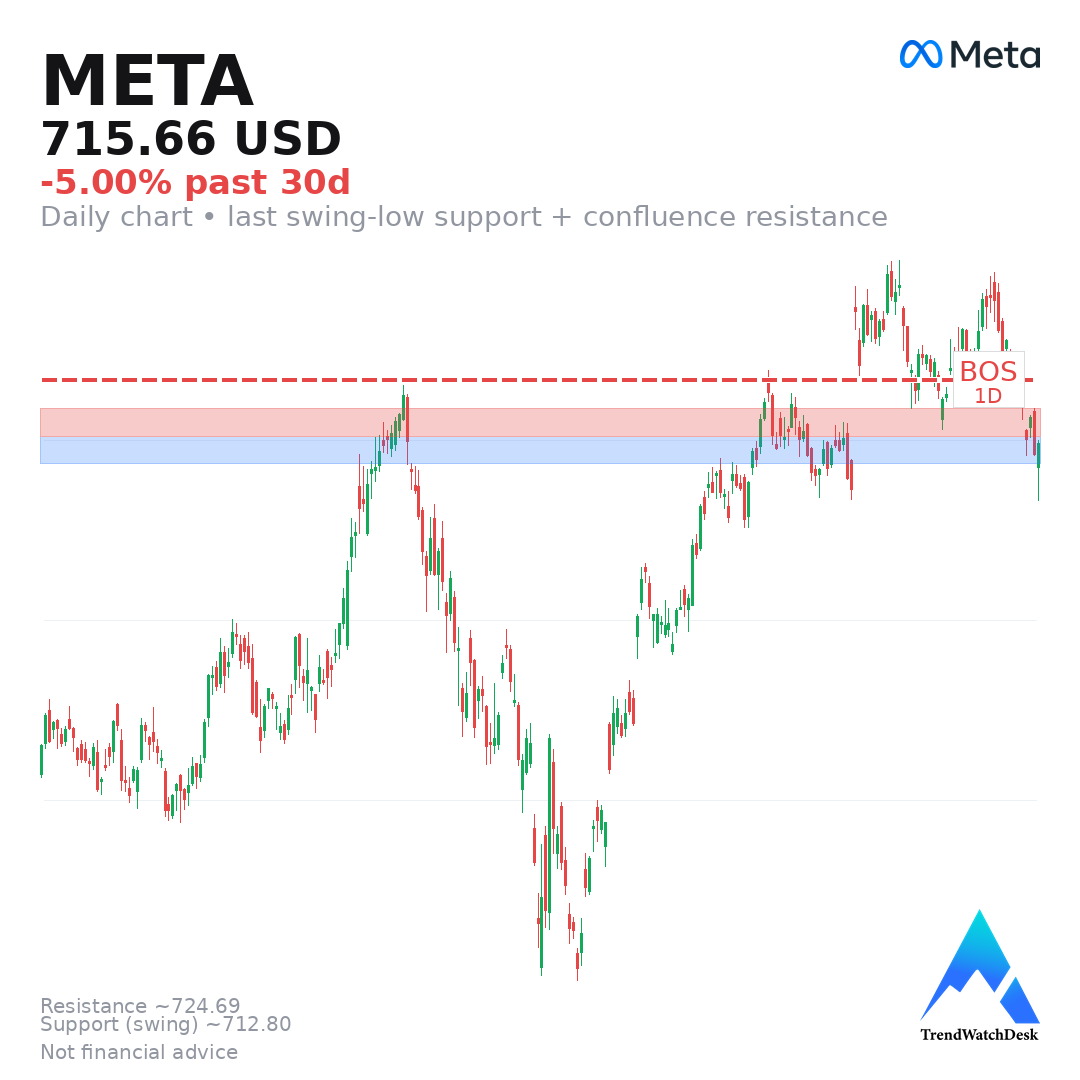 META
Meta
715.66 USD
-5.00% past 30d
Daily chart • last swing-low support + confluence resistance
BOS
1D
Resistance ~724.69
Support (swing) ~712.80
Not financial advice
TrendWatchDesk